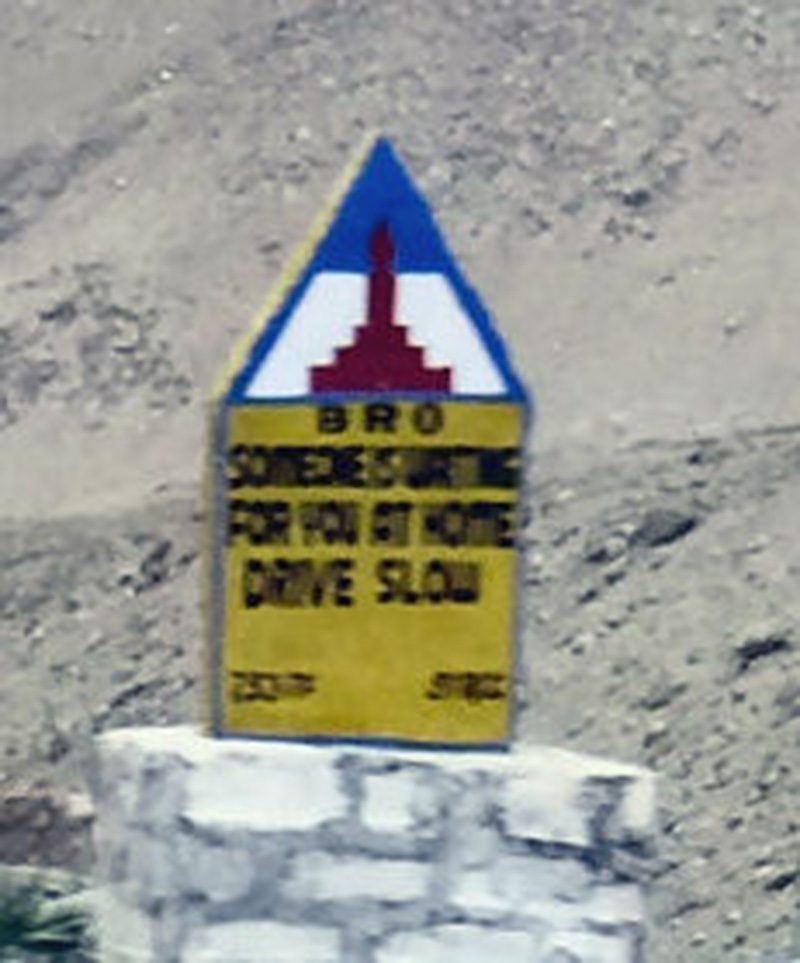 BRO
SOMEONE IS WAITING
FOR YOU AT HOME
DRIVE SLOW